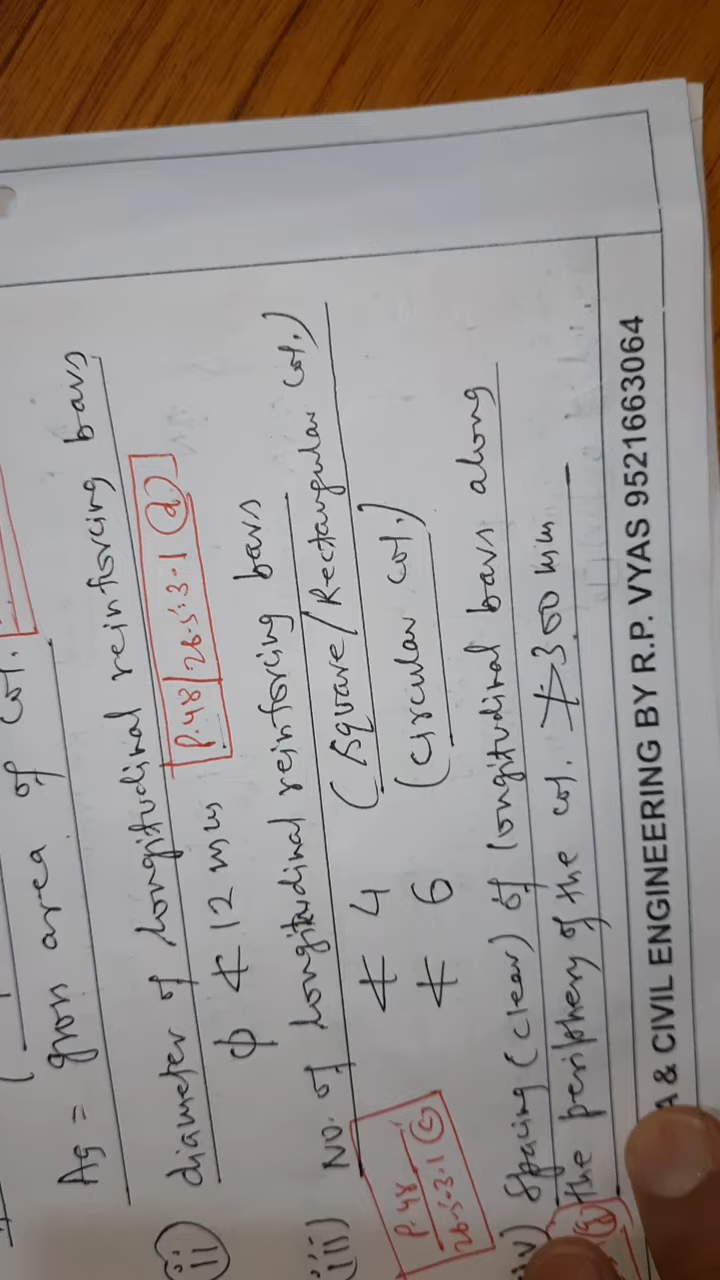 Ag = gross area of col.
(ii) diameter of longitudinal reinforcing bars
ϕ ≮ 12 mm P.48/26.5.3.1 (d)
(iii) No. of longitudinal reinforcing bars
≮ 4 (Square/Rectangular col.)
≮ 6 (Circular col.)
P.48
26.5.3.1 (c)
iv) Spacing (clear) of longitudinal bars along
the periphery of the col. ≯ 300 mm
(g)
A & CIVIL ENGINEERING BY R.P. VYAS 9521663064